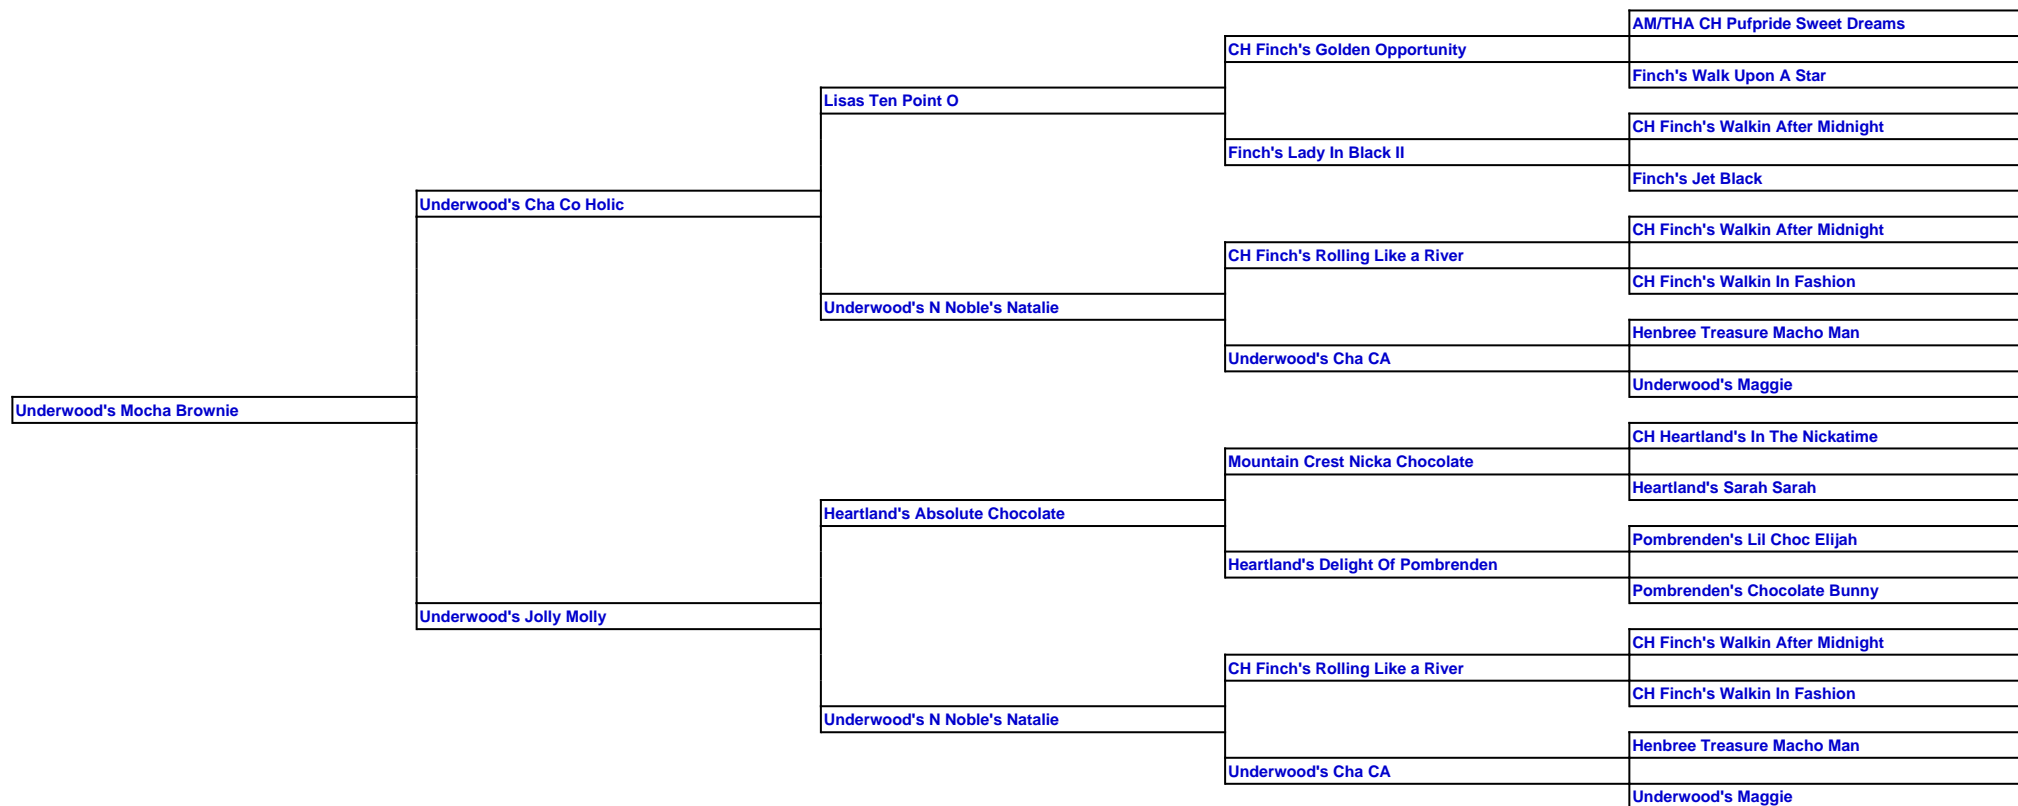 AM/THA CH Pufpride Sweet Dreams
CH Finch's Golden Opportunity
Finch's Walk Upon A Star
Lisas Ten Point O
CH Finch's Walkin After Midnight
Finch's Lady In Black II
Finch's Jet Black
Underwood's Cha Co Holic
CH Finch's Walkin After Midnight
CH Finch's Rolling Like a River
CH Finch's Walkin In Fashion
Underwood's N Noble's Natalie
Henbree Treasure Macho Man
Underwood's Cha CA
Underwood's Maggie
Underwood's Mocha Brownie
CH Heartland's In The Nickatime
Mountain Crest Nicka Chocolate
Heartland's Sarah Sarah
Heartland's Absolute Chocolate
Pombrenden's Lil Choc Elijah
Heartland's Delight Of Pombrenden
Pombrenden's Chocolate Bunny
Underwood's Jolly Molly
CH Finch's Walkin After Midnight
CH Finch's Rolling Like a River
CH Finch's Walkin In Fashion
Underwood's N Noble's Natalie
Henbree Treasure Macho Man
Underwood's Cha CA
Underwood's Maggie